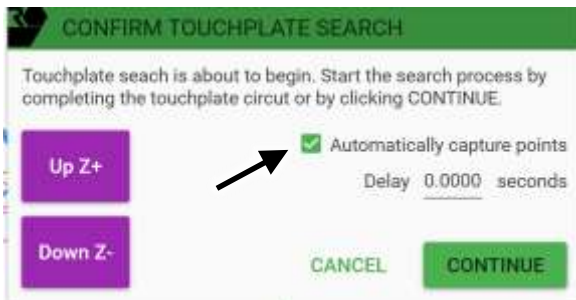 CONFIRM TOUCHPLATE SEARCH
Touchplate seach is about to begin. Start the search process by
completing the touchplate circut or by clicking CONTINUE.
Up Z+
Automatically capture points
Delay 0.0000 seconds
Down Z-
CANCEL
CONTINUE